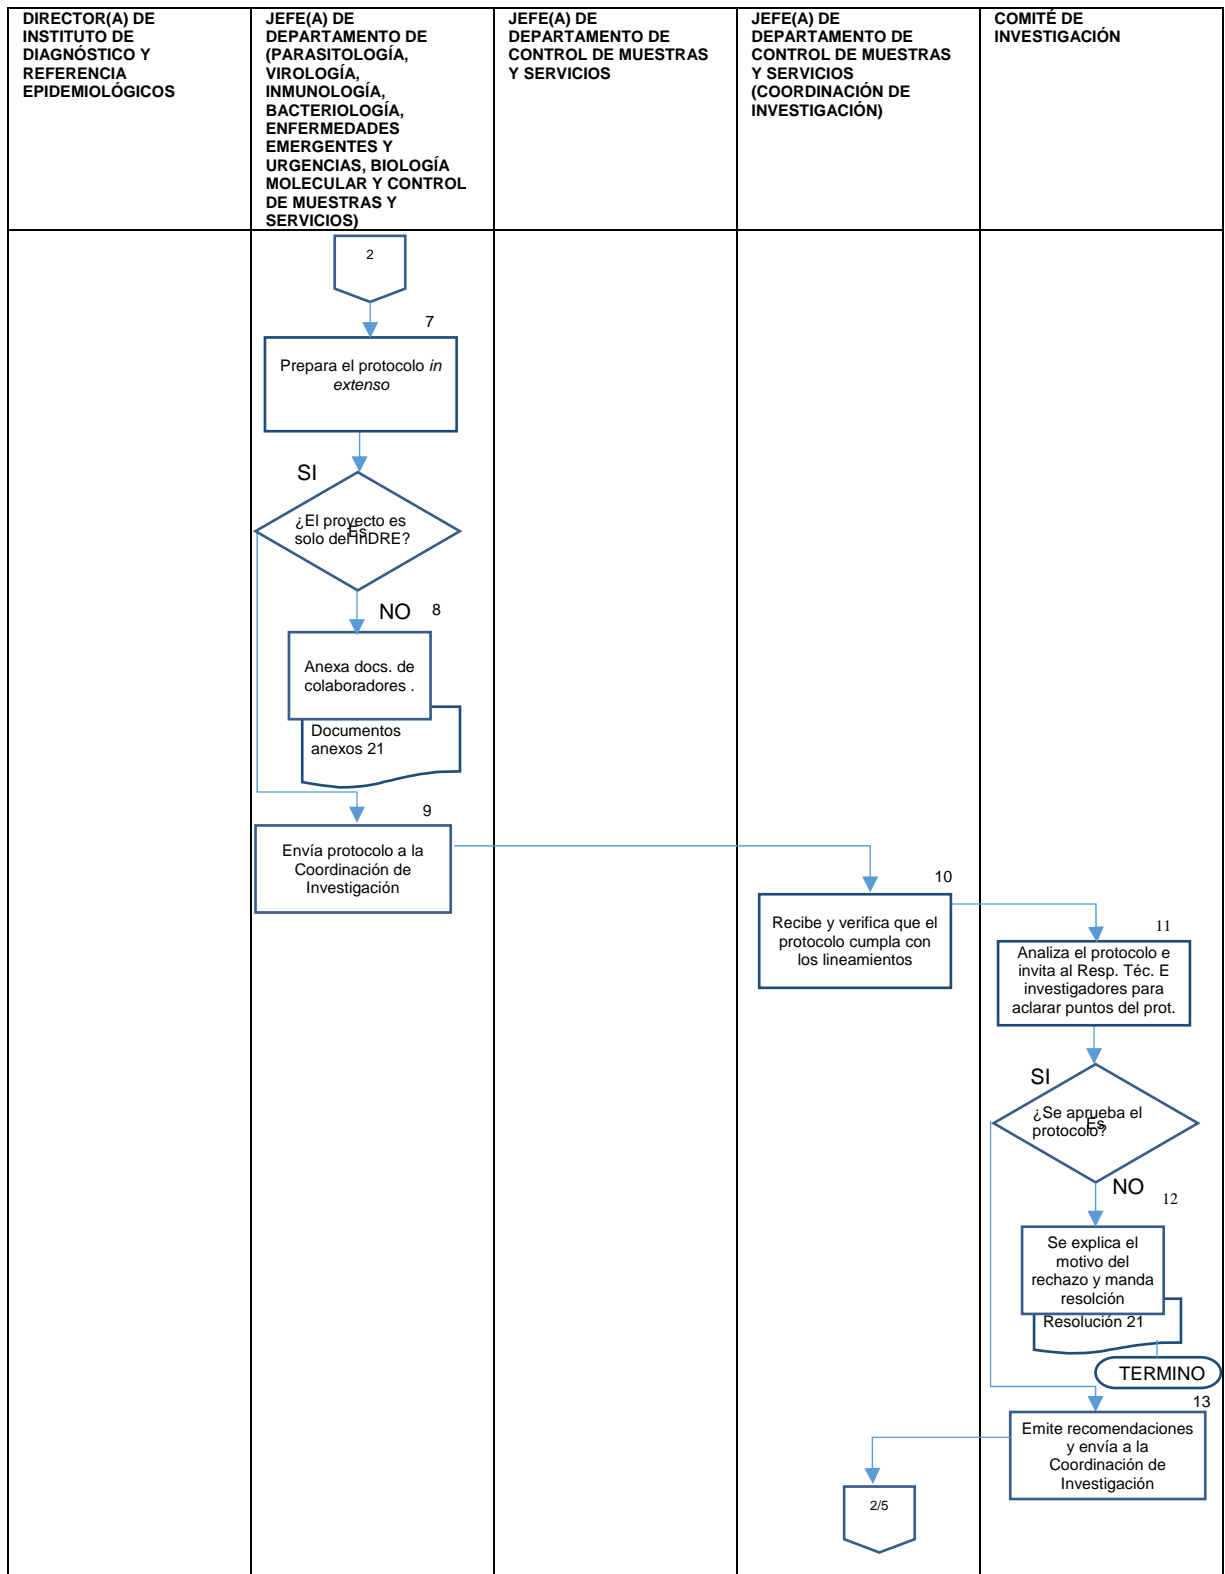 DIRECTOR(A) DE
INSTITUTO DE
DIAGNÓSTICO Y
REFERENCIA
EPIDEMIOLÓGICOS
JEFE(A) DE
DEPARTAMENTO DE
(PARASITOLOGÍA,
VIROLOGÍA,
INMUNOLOGÍA,
BACTERIOLOGÍA,
ENFERMEDADES
EMERGENTES Y
URGENCIAS, BIOLOGÍA
MOLECULAR Y CONTROL
DE MUESTRAS Y
SERVICIOS)
JEFE(A) DE
DEPARTAMENTO DE
CONTROL DE MUESTRAS
Y SERVICIOS
JEFE(A) DE
DEPARTAMENTO DE
CONTROL DE MUESTRAS
Y SERVICIOS
(COORDINACIÓN DE
INVESTIGACIÓN)
COMITÉ DE
INVESTIGACIÓN
2
7
Prepara el protocolo in
extenso
SI
¿El proyecto es
solo del InDRE?
Es
NO
8
Anexa docs. de
colaboradores .
Documentos
anexos 21
9
Envía protocolo a la
Coordinación de
Investigación
10
Recibe y verifica que el
protocolo cumpla con
los lineamientos
11
Analiza el protocolo e
invita al Resp. Téc. E
investigadores para
aclarar puntos del prot.
SI
¿Se aprueba el
protocolo?
Es
NO
12
Se explica el
motivo del
rechazo y manda
resolción
Resolución 21
TERMINO
13
Emite recomendaciones
y envía a la
Coordinación de
Investigación
2/5